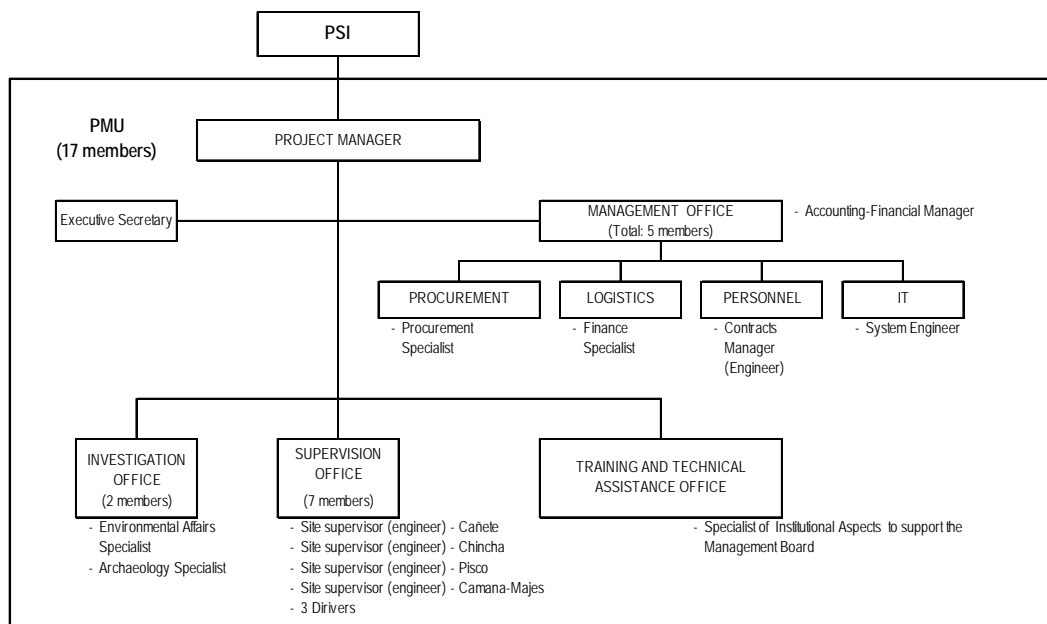 PSI
PMU
(17 members)
PROJECT MANAGER
Executive Secretary
MANAGEMENT OFFICE
(Total: 5 members)
- Accounting-Financial Manager
PROCUREMENT
- Procurement
Specialist
LOGISTICS
- Finance
Specialist
PERSONNEL
- Contracts
Manager
(Engineer)
IT
- System Engineer
INVESTIGATION
OFFICE
(2 members)
- Environmental Affairs
Specialist
- Archaeology Specialist
SUPERVISION
OFFICE
(7 members)
- Site supervisor (engineer) - Cañete
- Site supervisor (engineer) - Chincha
- Site supervisor (engineer) - Pisco
- Site supervisor (engineer) - Camana-Majes
- 3 Dirivers
TRAINING AND TECHNICAL
ASSISTANCE OFFICE
- Specialist of Institutional Aspects to support the
Management Board